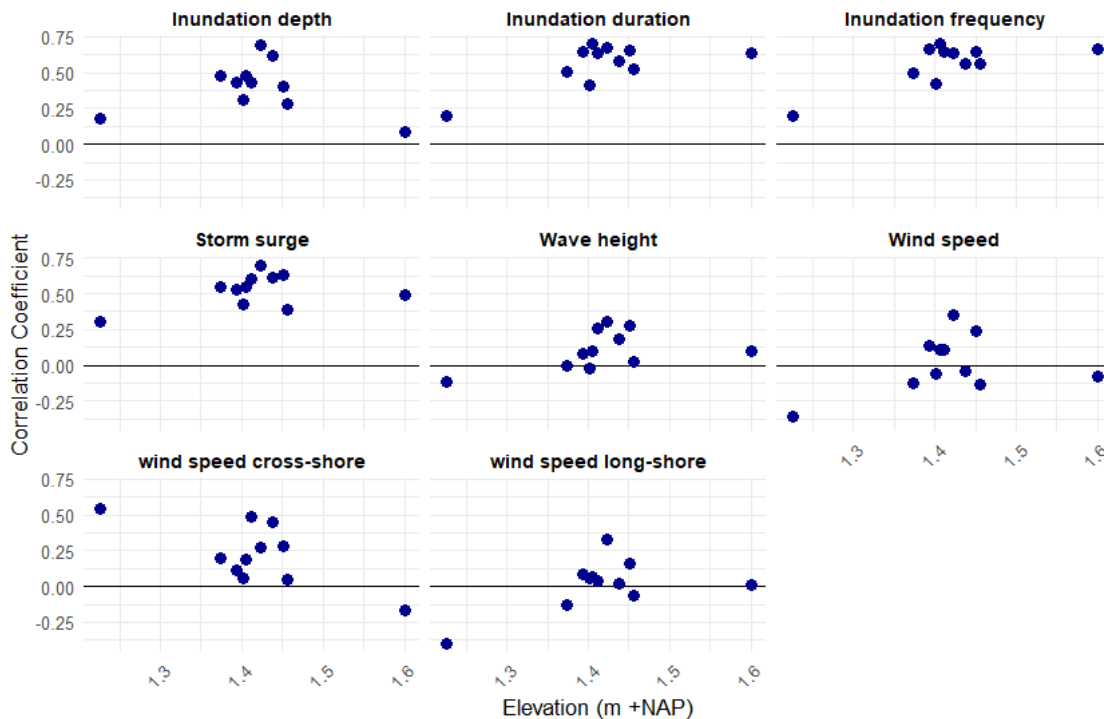 Inundation depth
Inundation duration
Inundation frequency
0.75
0.50
0.25
0.00
-0.25
Storm surge
Wave height
Wind speed
0.75
0.50
0.25
0.00
-0.25
1.3
1.4
1.5
1.6
wind speed cross-shore
wind speed long-shore
0.75
0.50
0.25
0.00
-0.25
1.3
1.4
1.5
1.6
1.3
1.4
1.5
1.6
Correlation Coefficient
Elevation (m +NAP)